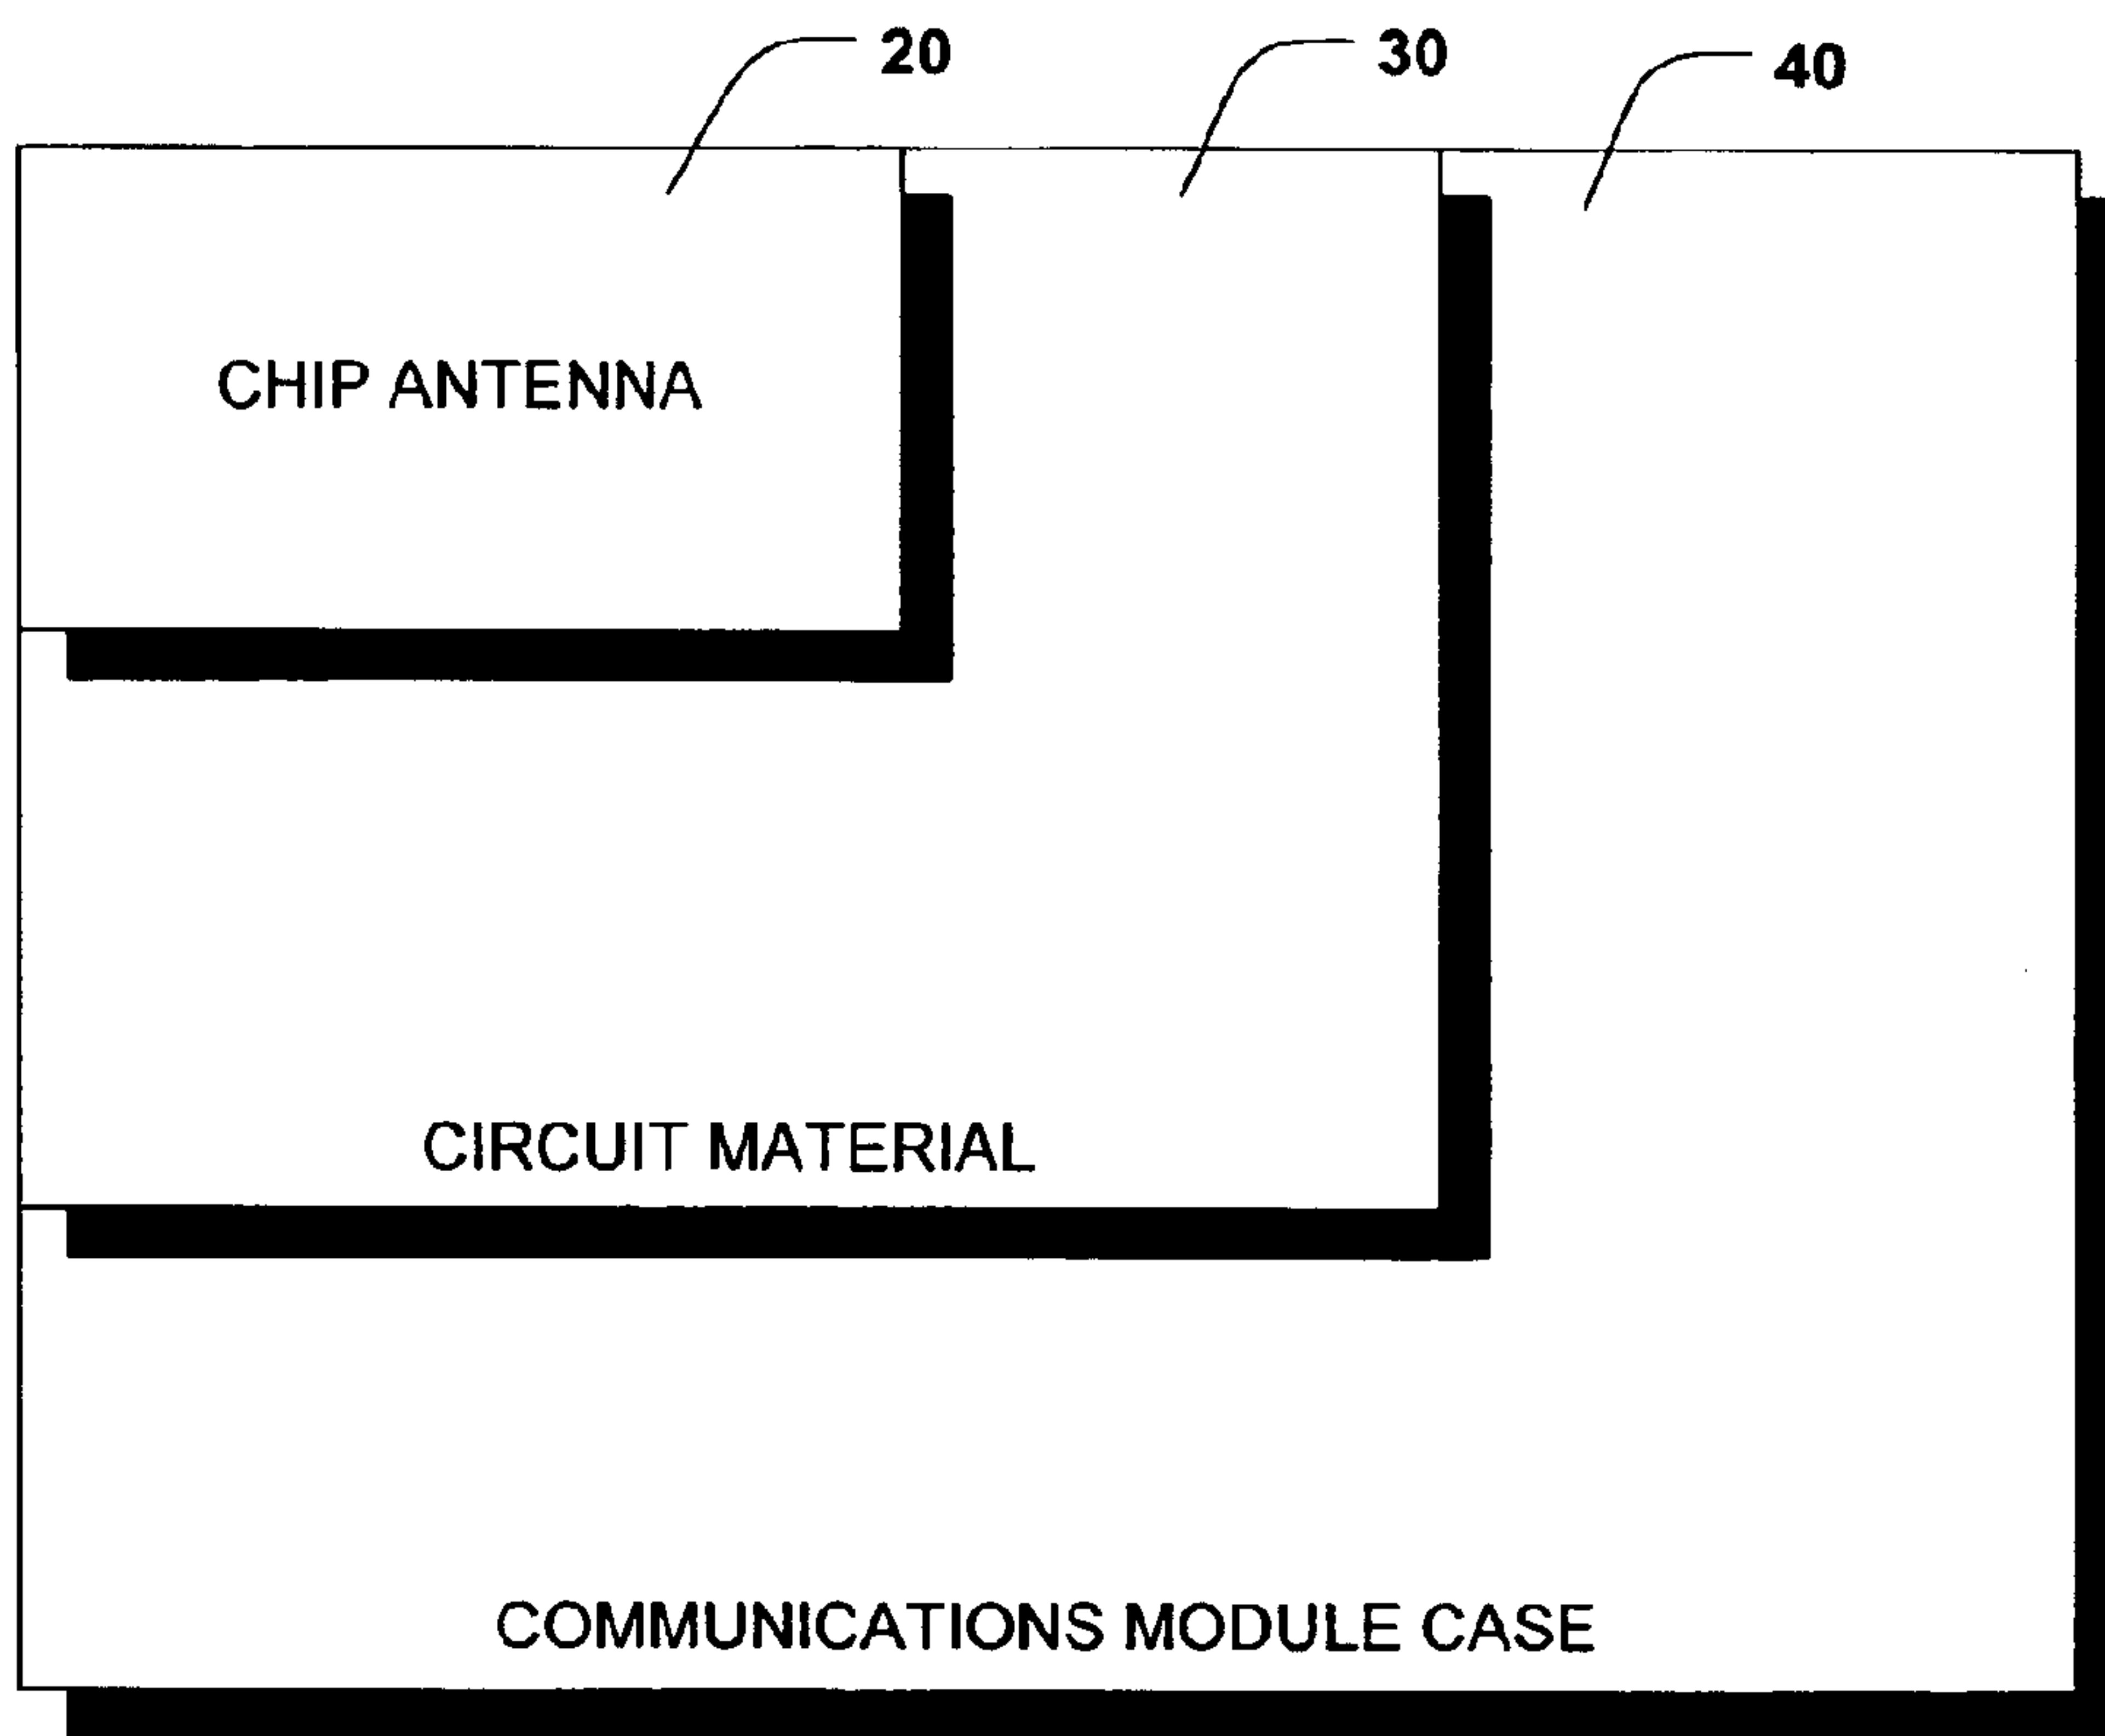 20
30
40
CHIP ANTENNA
CIRCUIT MATERIAL
COMMUNICATIONS MODULE CASE